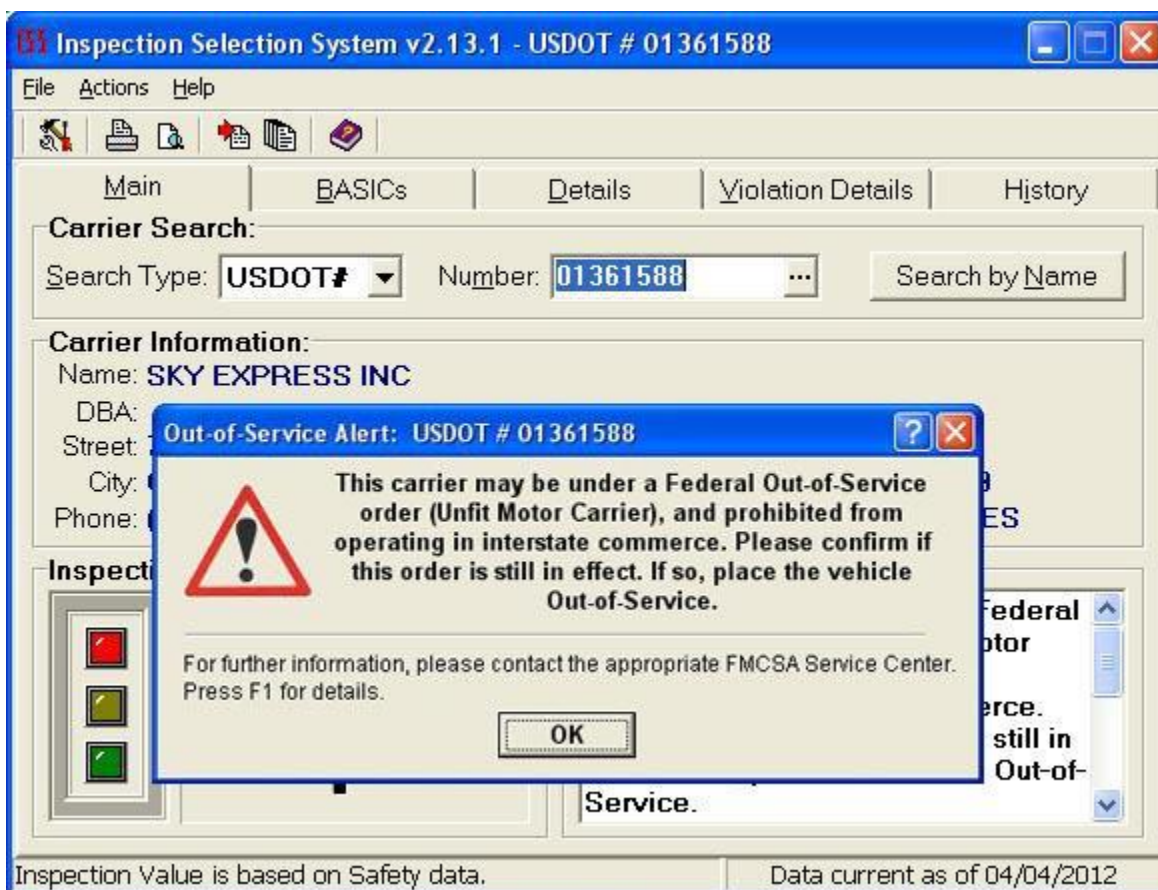 Inspection Selection System v2.13.1 - USDOT # 01361588
File Actions Help
Main BASICs Details Violation Details History
Carrier Search:
Search Type: USDOT# Number: 01361588 ... Search by Name
Carrier Information:
Name: SKY EXPRESS INC
DBA:
Street:
City:
Phone:
Out-of-Service Alert: USDOT # 01361588
This carrier may be under a Federal Out-of-Service
order (Unfit Motor Carrier), and prohibited from
operating in interstate commerce. Please confirm if
this order is still in effect. If so, place the vehicle
Out-of-Service.
For further information, please contact the appropriate FMCSA Service Center.
Press F1 for details.
OK
Federal
still in
Out-of-
Service.
Inspection Value is based on Safety data. Data current as of 04/04/2012